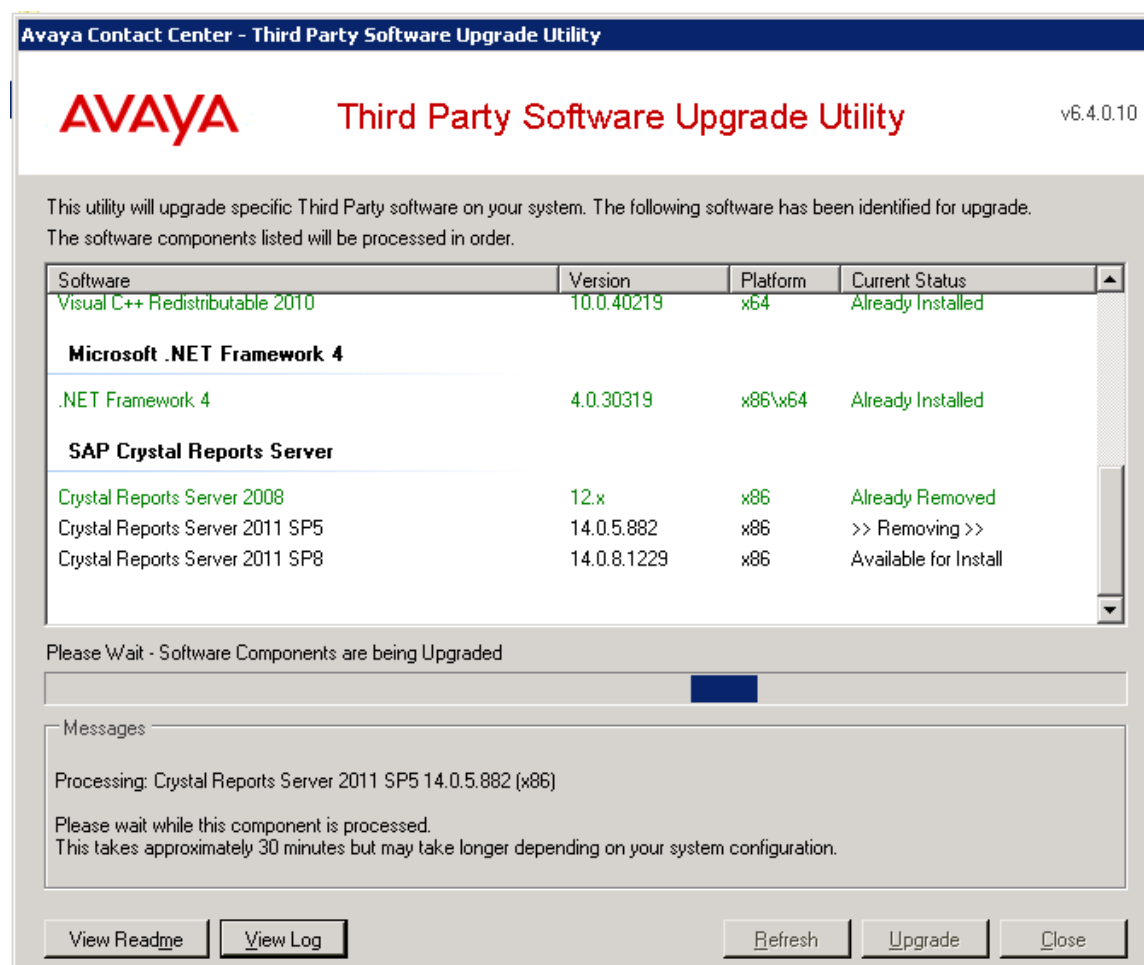 Avaya Contact Center - Third Party Software Upgrade Utility
AVAYA
Third Party Software Upgrade Utility
v6.4.0.10
This utility will upgrade specific Third Party software on your system. The following software has been identified for upgrade.
The software components listed will be processed in order.
Software Version Platform Current Status
Visual C++ Redistributable 2010 10.0.40219 x64 Already Installed
Microsoft .NET Framework 4
.NET Framework 4 4.0.30319 x86\x64 Already Installed
SAP Crystal Reports Server
Crystal Reports Server 2008 12.x x86 Already Removed
Crystal Reports Server 2011 SP5 14.0.5.882 x86 >> Removing >>
Crystal Reports Server 2011 SP8 14.0.8.1229 x86 Available for Install
Please Wait - Software Components are being Upgraded
Messages
Processing: Crystal Reports Server 2011 SP5 14.0.5.882 (x86)
Please wait while this component is processed.
This takes approximately 30 minutes but may take longer depending on your system configuration.
View Readme View Log Refresh Upgrade Close